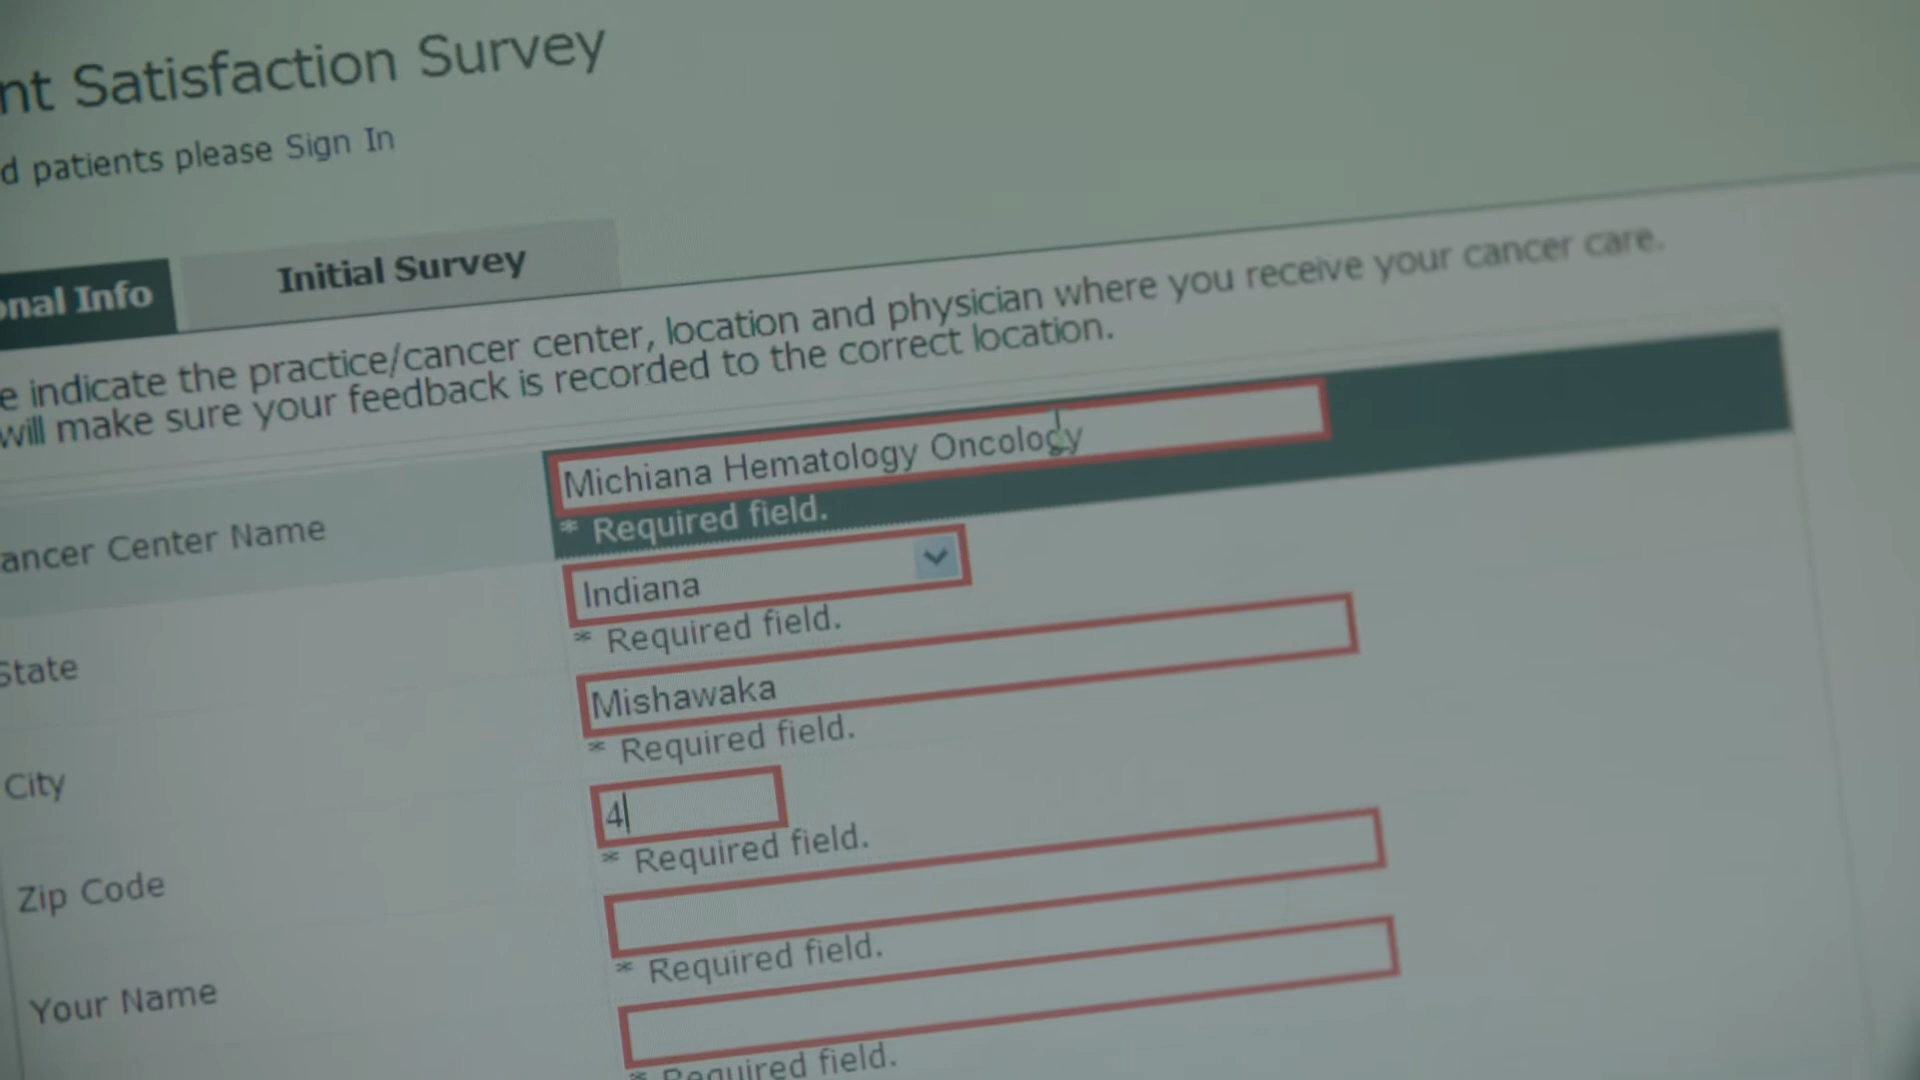 nt Satisfaction Survey
d patients please Sign In
onal Info
Initial Survey
e indicate the practice/cancer center, location and physician where you receive your cancer care.
will make sure your feedback is recorded to the correct location.
ancer Center Name
Michiana Hematology Oncology
* Required field.
State
Indiana
* Required field.
City
Mishawaka
* Required field.
Zip Code
4
* Required field.
Your Name
* Required field.
* Required field.